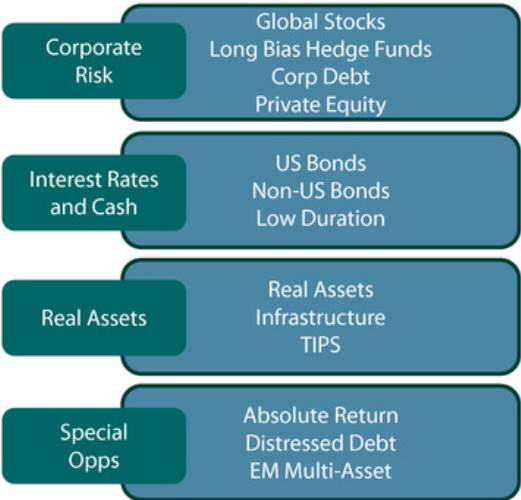 Corporate
Risk
Global Stocks
Long Bias Hedge Funds
Corp Debt
Private Equity
Interest Rates
and Cash
US Bonds
Non-US Bonds
Low Duration
Real Assets
Real Assets
Infrastructure
TIPS
Special
Opps
Absolute Return
Distressed Debt
EM Multi-Asset